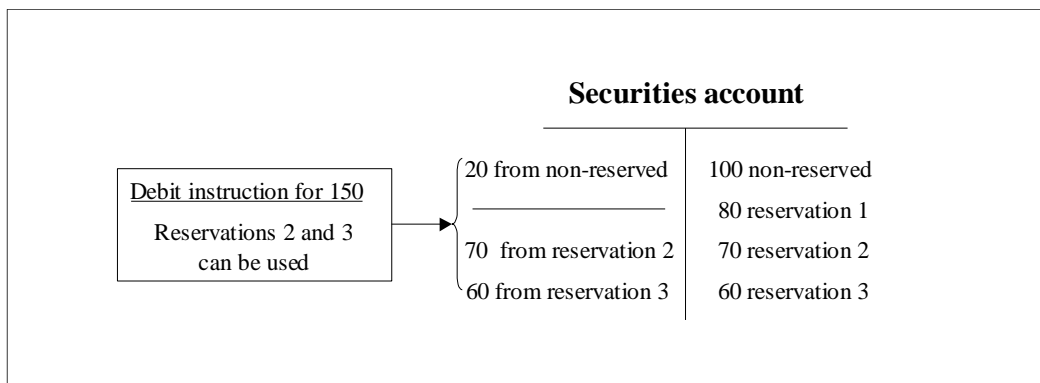 Securities account
Debit instruction for 150
Reservations 2 and 3
can be used
20 from non-reserved
70 from reservation 2
60 from reservation 3
100 non-reserved
80 reservation 1
70 reservation 2
60 reservation 3